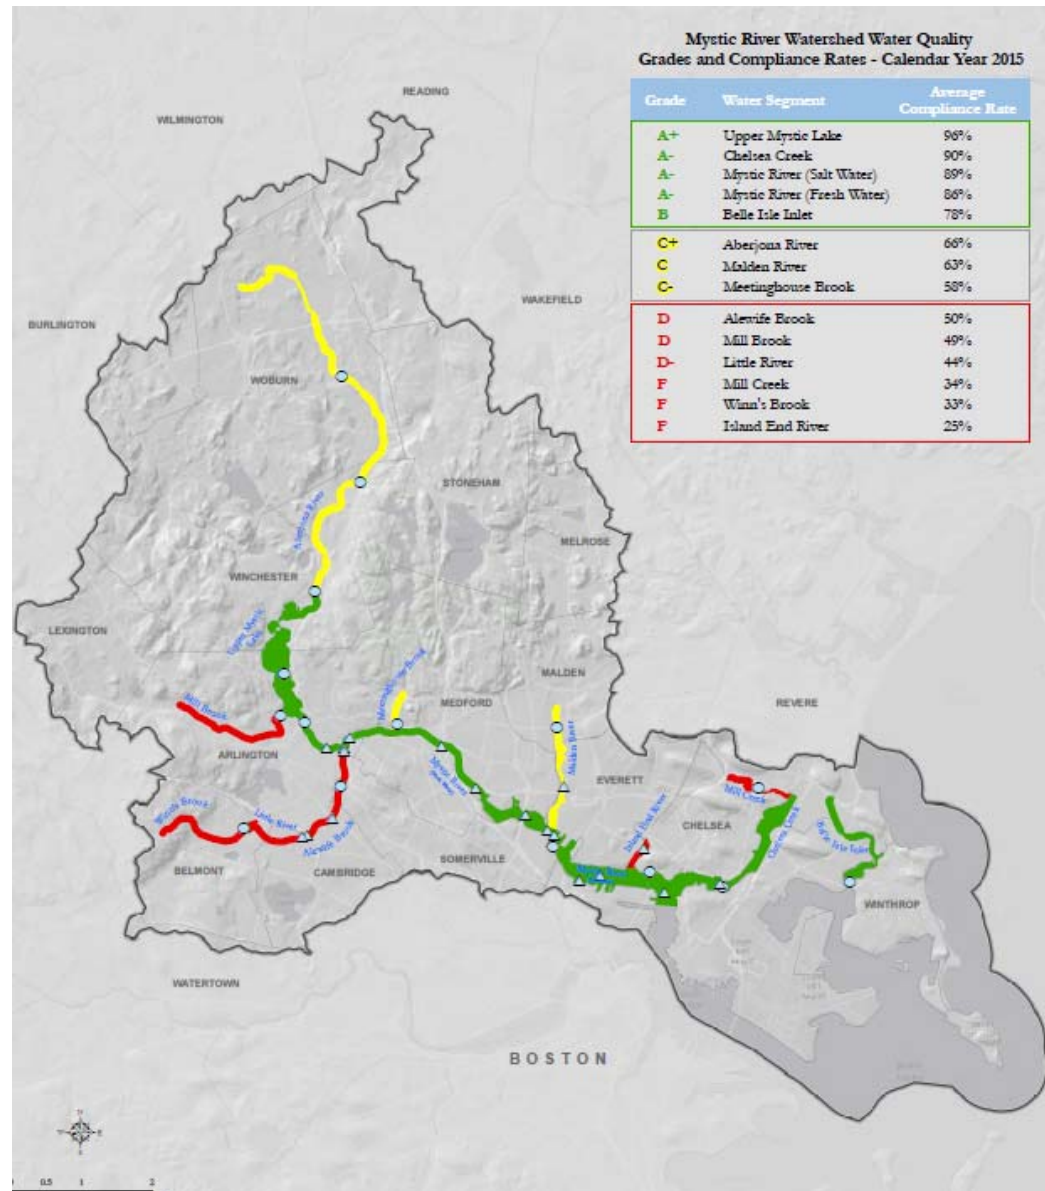 Mystic River Watershed Water Quality
Grades and Compliance Rates - Calendar Year 2015
Grade Water Segment Average Compliance Rate
A+ Upper Mystic Lake 96%
A- Chelsea Creek 90%
A- Mystic River (Salt Water) 89%
A- Mystic River (Fresh Water) 86%
B Belle Isle Inlet 78%
C+ Aberjona River 66%
C Malden River 63%
C- Meetinghouse Brook 58%
D Alewife Brook 50%
D Mill Brook 49%
D- Little River 44%
F Mill Creek 34%
F Winn's Brook 33%
F Island End River 25%
READING
WILMINGTON
WAKEFIELD
BURLINGTON
WOBURN
STONEHAM
Aberjona River
MELROSE
WINCHESTER
LEXINGTON
Upper Mystic
Lake
Meetinghouse Brook
MALDEN
MEDFORD
REVERE
Mill Brook
ARLINGTON
Malden River
Mystic River
EVERETT
Mill Creek
Winn's Brook
Little River
Alewife Brook
Island End River
CHELSEA
Chelsea Creek
Belle Isle Inlet
BELMONT
CAMBRIDGE
SOMERVILLE
Mystic River
WINTHROP
WATERTOWN
BOSTON
0.5 1 2